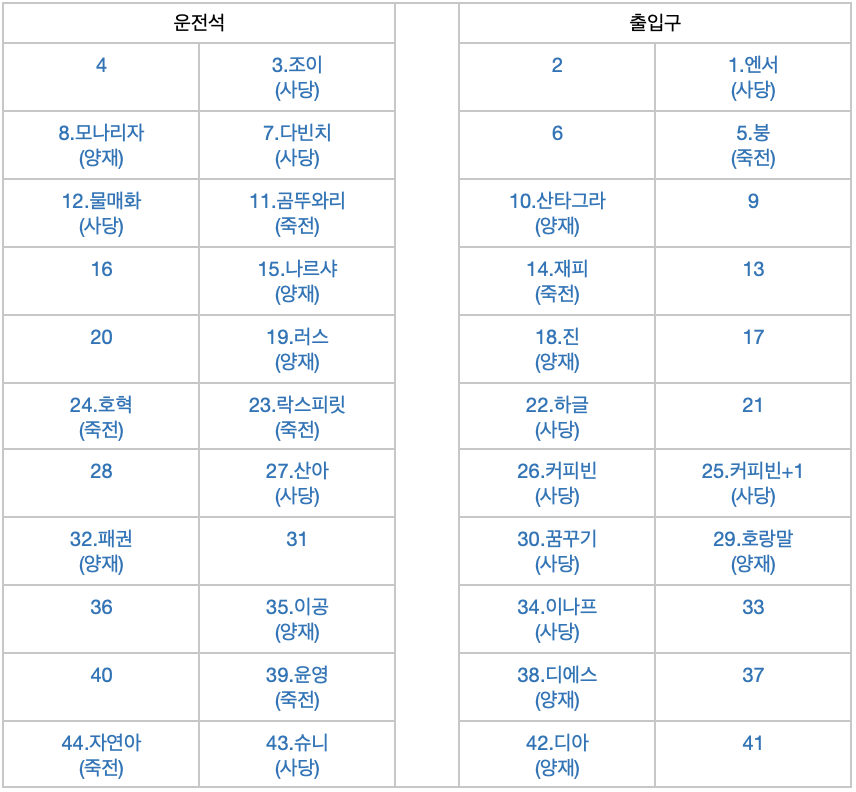 운전석 출입구
4 3.조이 2 1.엔서
(사당) (사당)
8.모나리자 7.다빈치 6 5.붕
(양재) (사당) (죽전)
12.물매화 11.곰뚜와리 10.산타그라 9
(사당) (죽전) (양재)
16 15.나르샤 14.재피 13
(양재) (죽전)
20 19.러스 18.진 17
(양재) (양재)
24.호혁 23.락스피릿 22.하글 21
(죽전) (죽전) (사당)
28 27.산아 26.커피빈 25.커피빈+1
(사당) (사당) (사당)
32.패권 31 30.꿈꾸기 29.호랑말
(양재) (사당) (양재)
36 35.이공 34.이나프 33
(양재) (사당)
40 39.윤영 38.디에스 37
(죽전) (양재)
44.자연아 43.슈니 42.디아 41
(죽전) (사당) (양재)